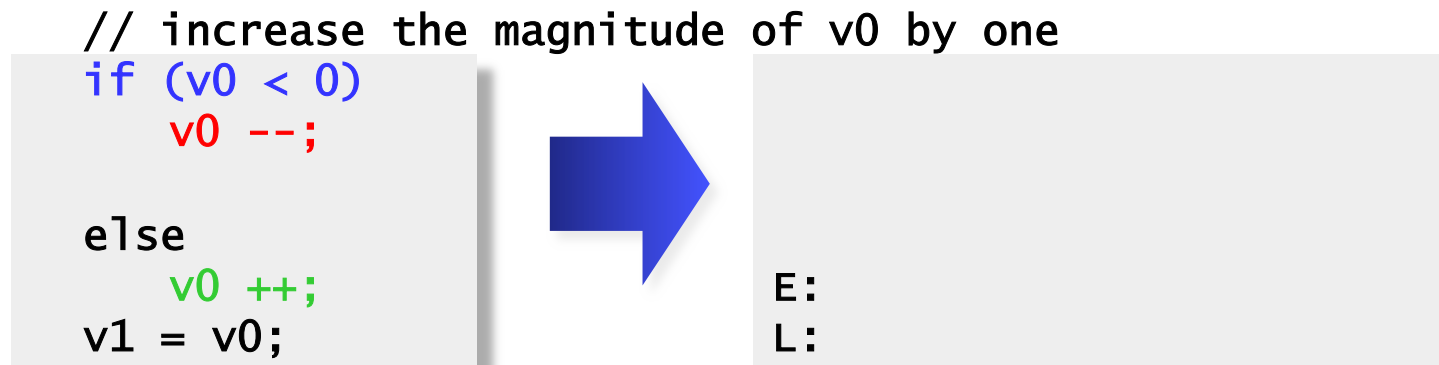 // increase the magnitude of v0 by one
if (v0 < 0)
v0 --;
else
v0 ++;
v1 = v0;
E:
L: